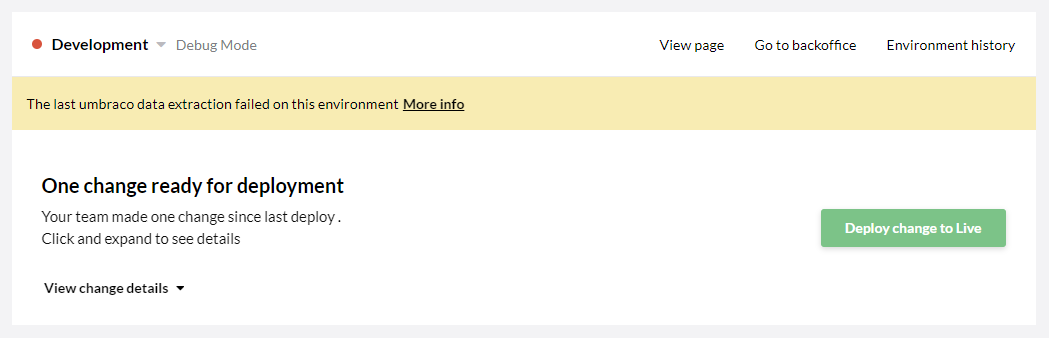 Development Debug Mode View page Go to backoffice Environment history
The last umbraco data extraction failed on this environment More info
One change ready for deployment
Your team made one change since last deploy .
Click and expand to see details
Deploy change to Live
View change details